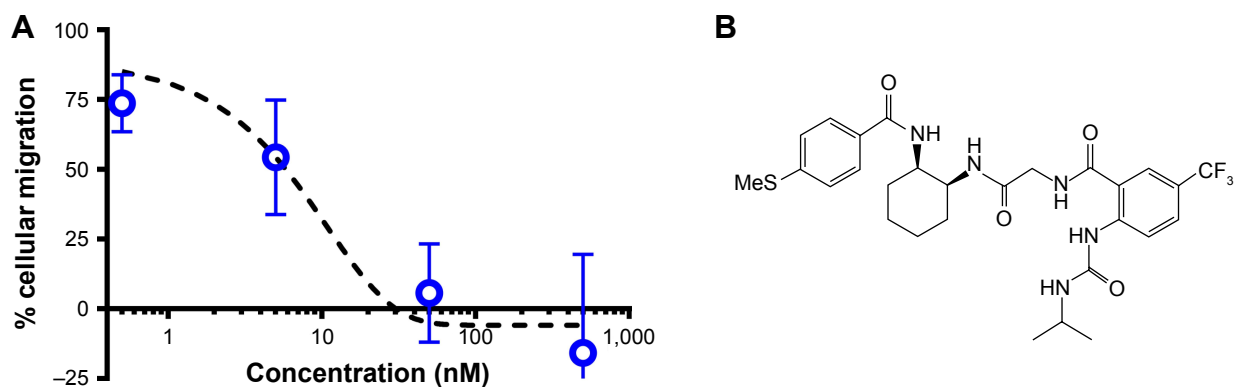 A
% cellular migration
100
75
50
25
0
–25
1
10
100
1,000
Concentration (nM)
B
O
NH
H
N
MeS
O
N
H
O
CF₃
HN
HN
O